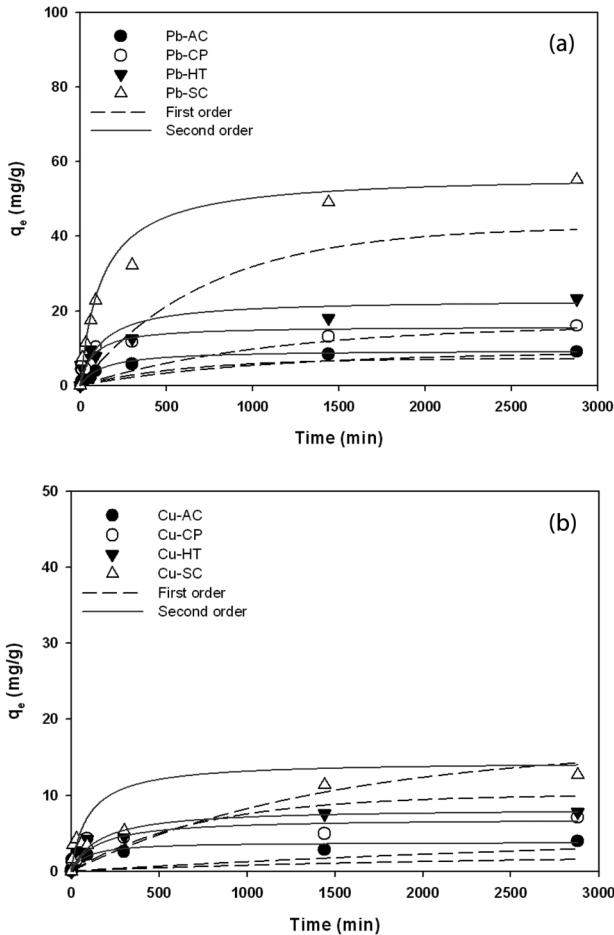 100
80
60
40
20
0
q_e (mg/g)
Pb-AC
Pb-CP
Pb-HT
Pb-SC
First order
Second order
(a)
0 500 1000 1500 2000 2500 3000
Time (min)
50
40
30
20
10
0
q_e (mg/g)
Cu-AC
Cu-CP
Cu-HT
Cu-SC
First order
Second order
(b)
0 500 1000 1500 2000 2500 3000
Time (min)